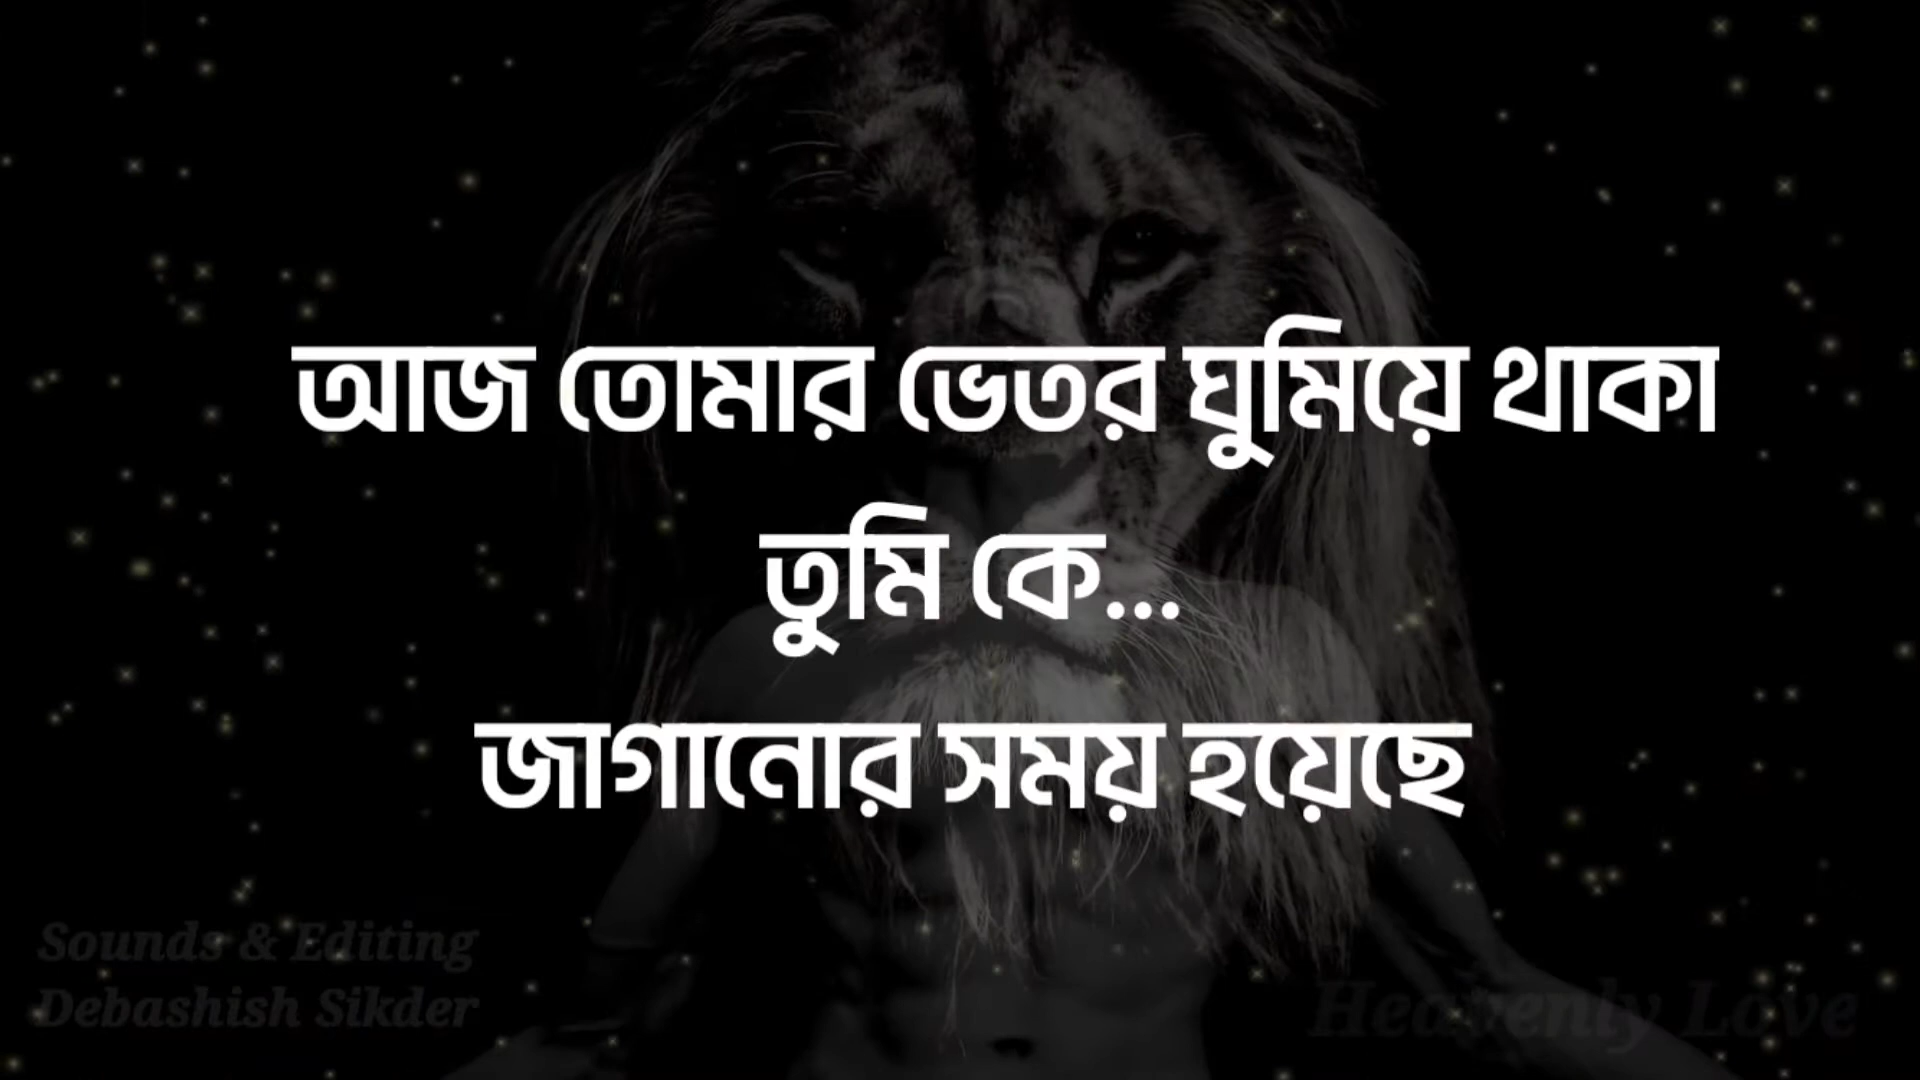 আজ তোমার ভেতর ঘুমিয়ে থাকা
তুমি কে...
জাগানোর সময় হয়েছে
Sounds & Editing
Debashish Sikder
Heavenly Love